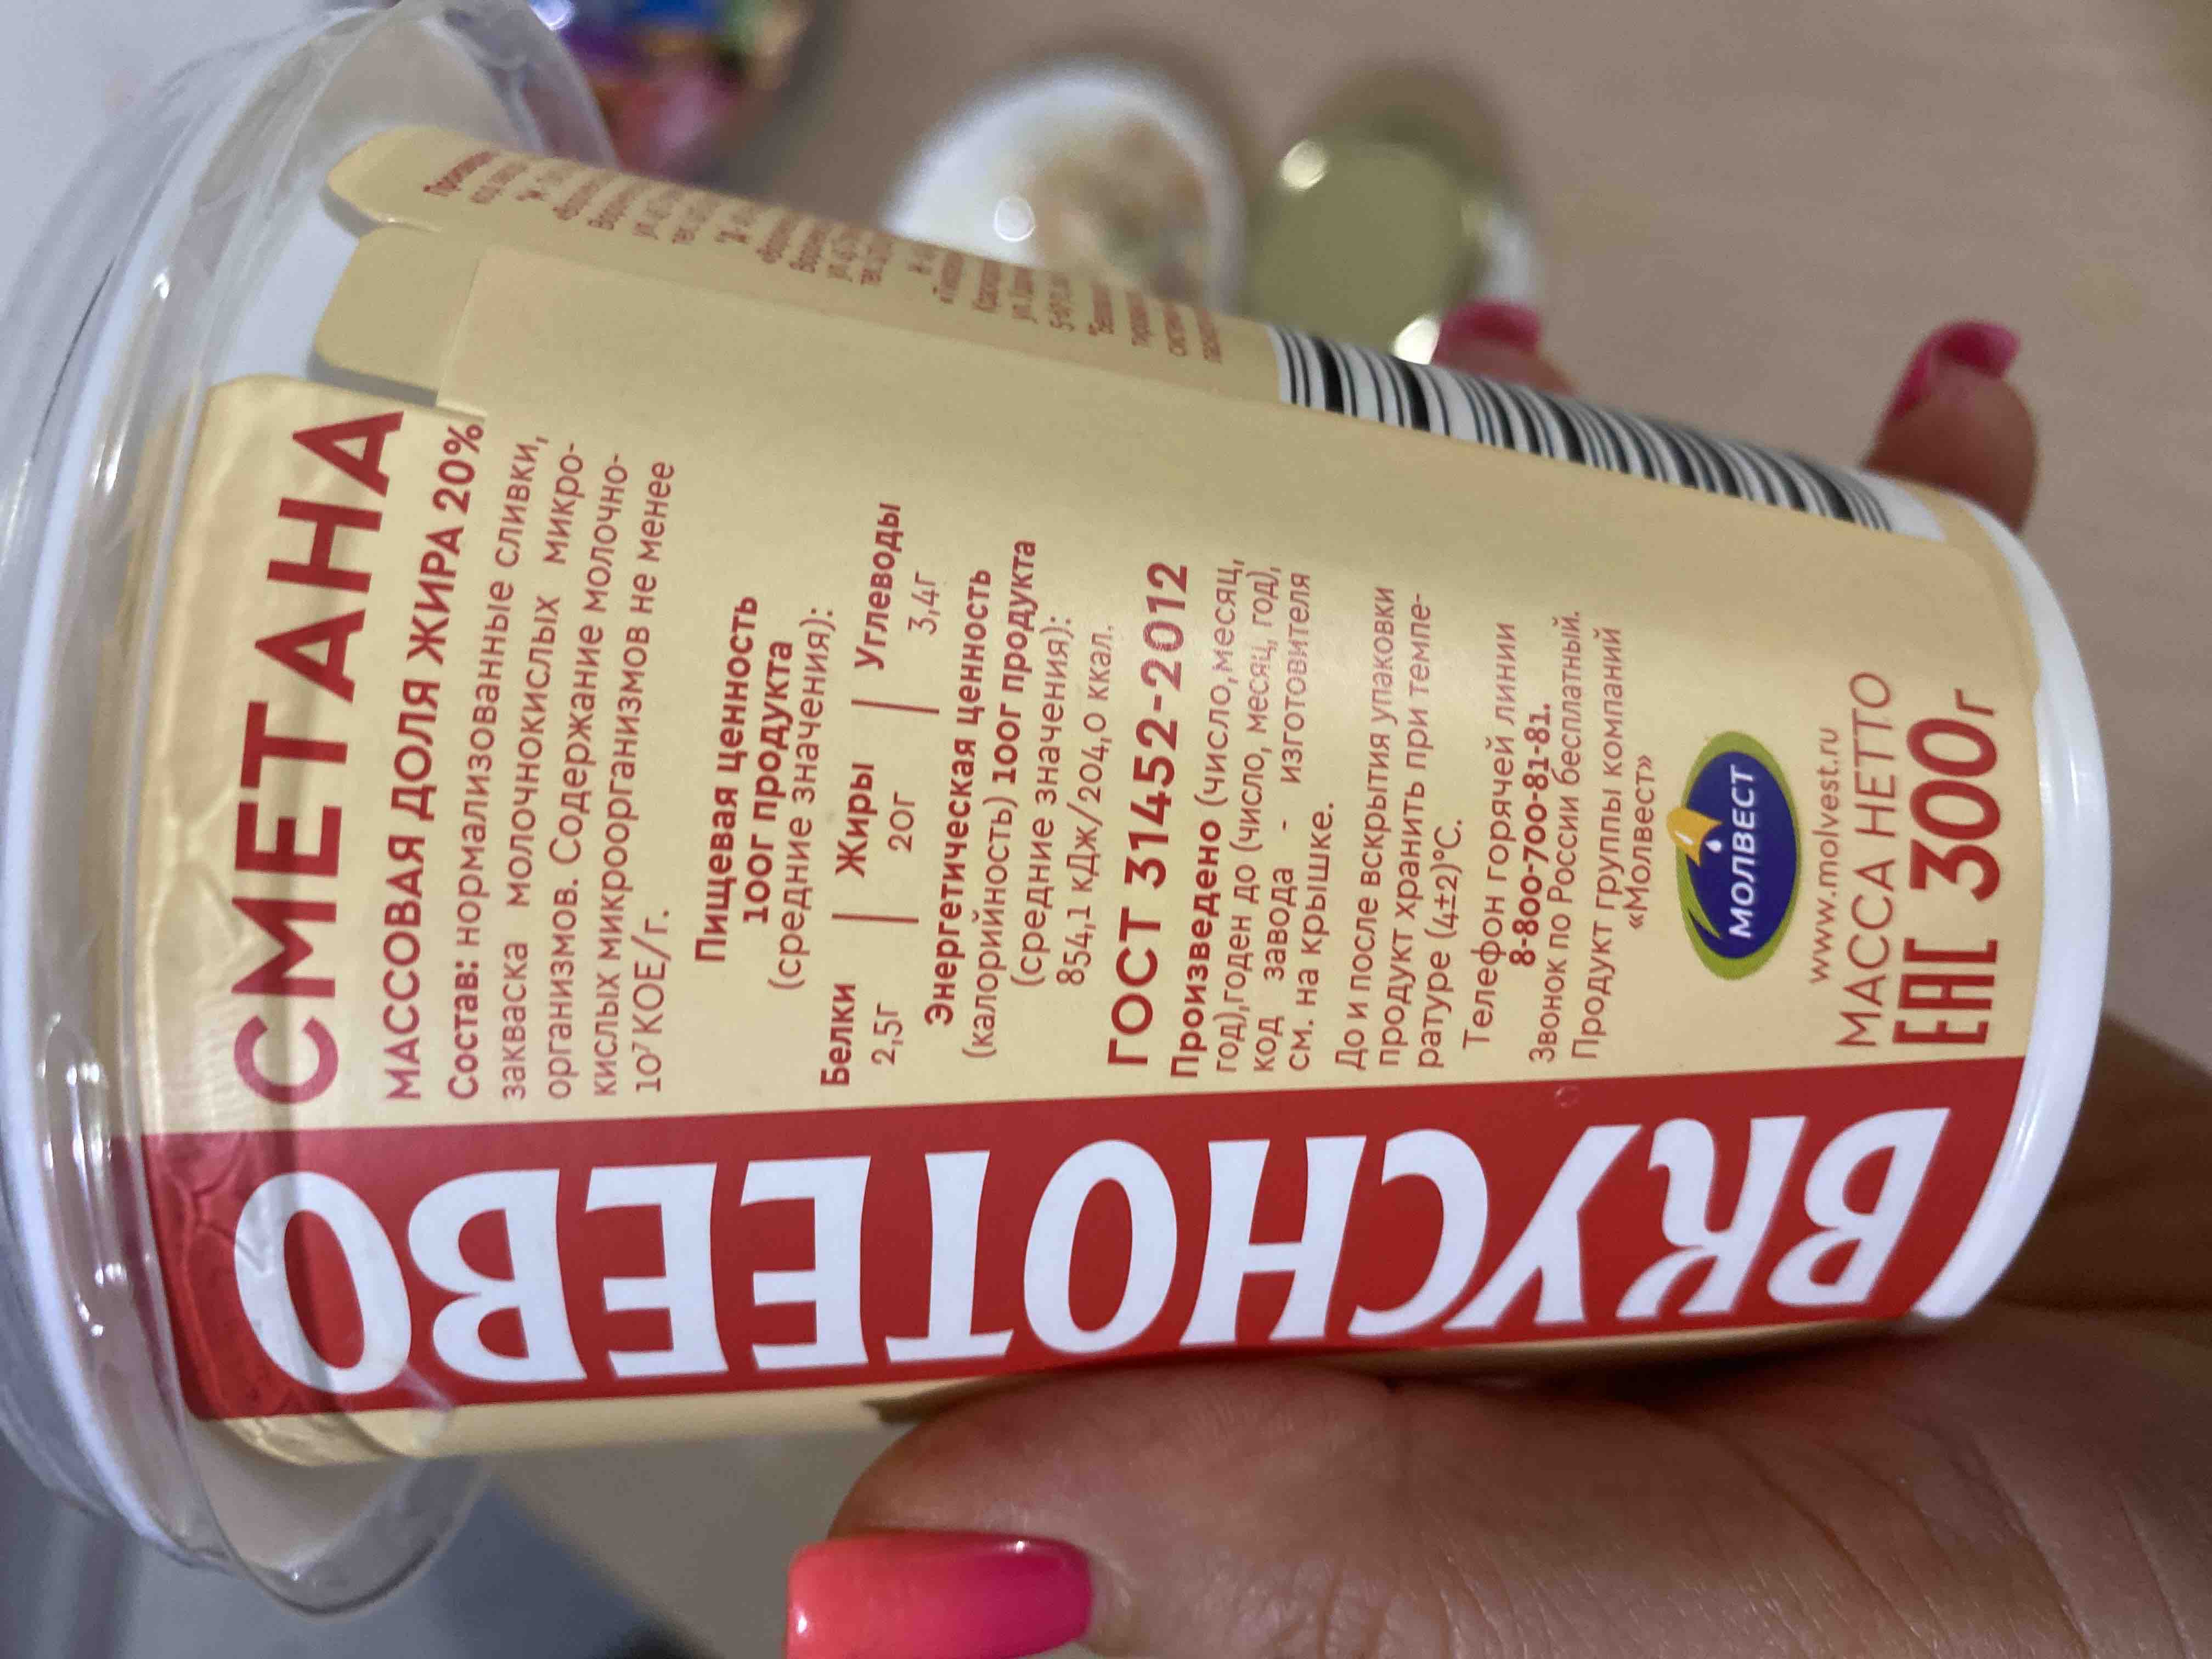 СМЕТАНА
МАССОВАЯ ДОЛЯ ЖИРА 20%
Состав: нормализованные сливки,
закваска молочнокислых микро-
организмов. Содержание молочно-
кислых микроорганизмов не менее
10⁷ КОЕ/г.
Пищевая ценность
100г продукта
(средние значения):
Белки | Жиры | Углеводы
2,5г | 20г | 3,4г
Энергетическая ценность
(калорийность) 100г продукта
(средние значения):
854,1 кДж/204,0 ккал.
ГОСТ 31452-2012
Произведено (число,месяц,
год),годен до (число, месяц, год),
код завода - изготовителя
см. на крышке.
До и после вскрытия упаковки
продукт хранить при темпе-
ратуре (4±2)°С.
Телефон горячей линии
8-800-700-81-81.
Звонок по России бесплатный.
Продукт группы компаний
«Молвест»
МОЛВЕСТ
www.molvest.ru
МАССА НЕТТО
ЕАС 300г
ВКУСНОТЕЕВО